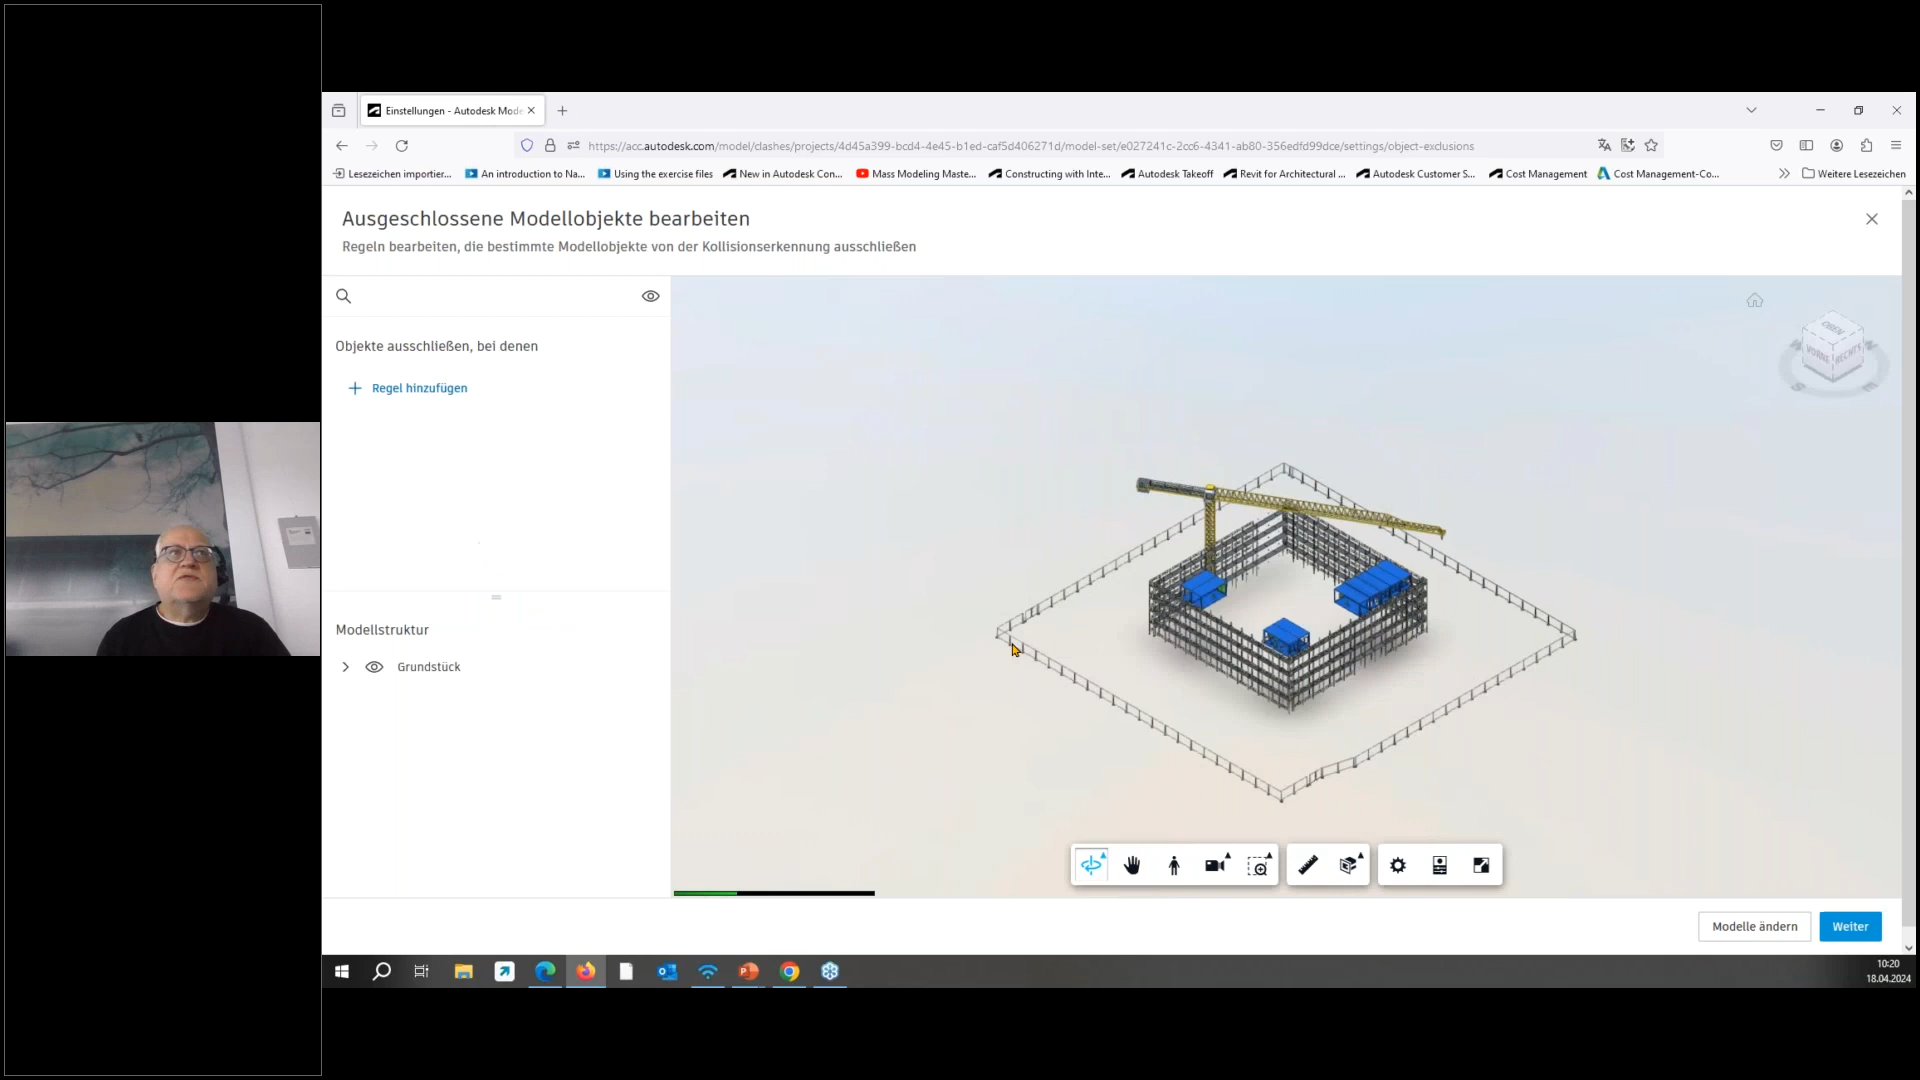 Einstellungen - Autodesk Mode
https://acc.autodesk.com/model/clashes/projects/4d45a399-bcd4-4e45-b1ed-caf5d406271d/model-set/e027241c-2cc6-4341-ab80-356edfd99dce/settings/object-exclusions
Lesezeichen importier... An introduction to Na... Using the exercise files New in Autodesk Con... Mass Modeling Maste... Constructing with Inte... Autodesk Takeoff Revit for Architectural ... Autodesk Customer S... Cost Management Cost Management-Co... Weitere Lesezeichen
Ausgeschlossene Modellobjekte bearbeiten
Regeln bearbeiten, die bestimmte Modellobjekte von der Kollisionserkennung ausschließen
Objekte ausschließen, bei denen
Regel hinzufügen
OBEN
VORNE RECHTS
S E
Modellstruktur
Grundstück
Modelle ändern Weiter
10:20
18.04.2024